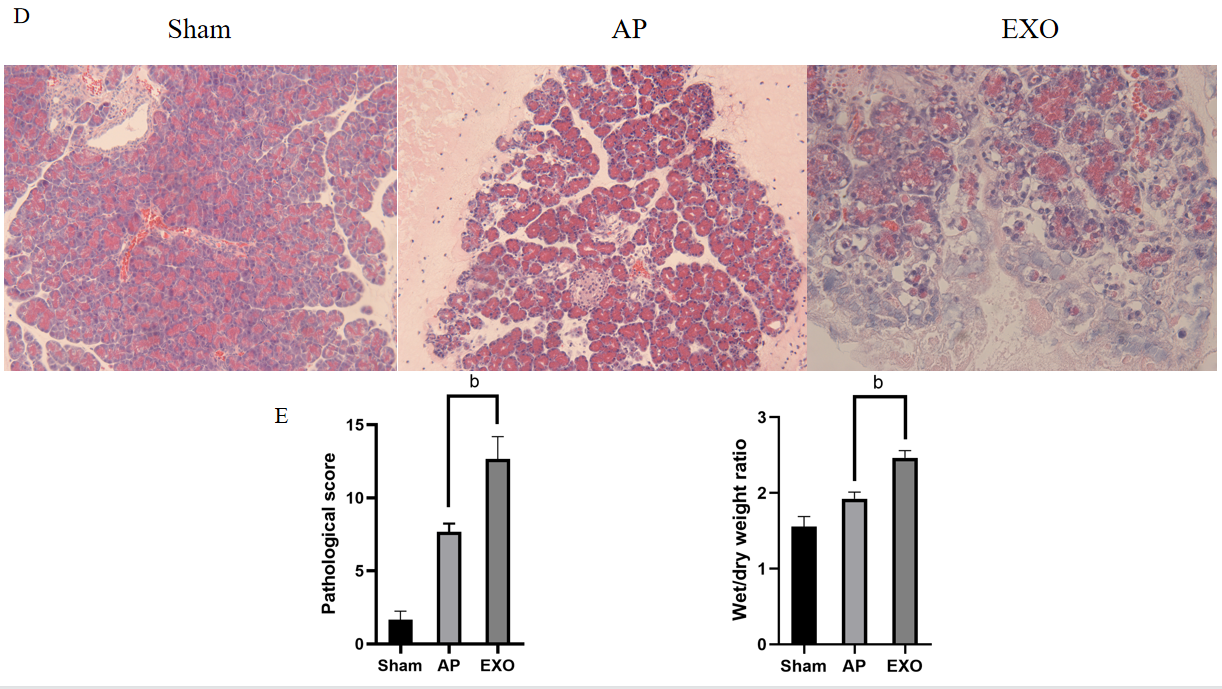 D
Sham AP EXO
E
b
Pathological score
15
10
5
0
Sham AP EXO
b
Wet/dry weight ratio
3
2
1
0
Sham AP EXO